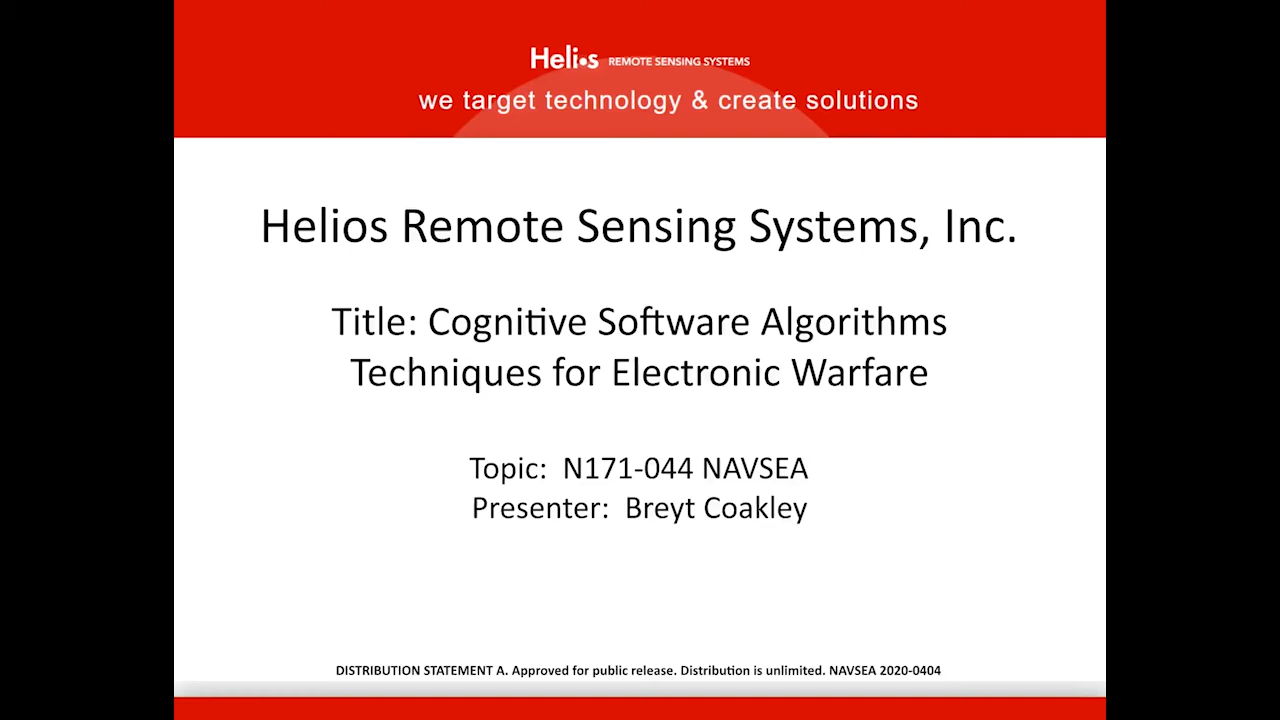 Helios REMOTE SENSING SYSTEMS
we target technology & create solutions
Helios Remote Sensing Systems, Inc.
Title: Cognitive Software Algorithms
Techniques for Electronic Warfare
Topic: N171-044 NAVSEA
Presenter: Breyt Coakley
DISTRIBUTION STATEMENT A. Approved for public release. Distribution is unlimited. NAVSEA 2020-0404